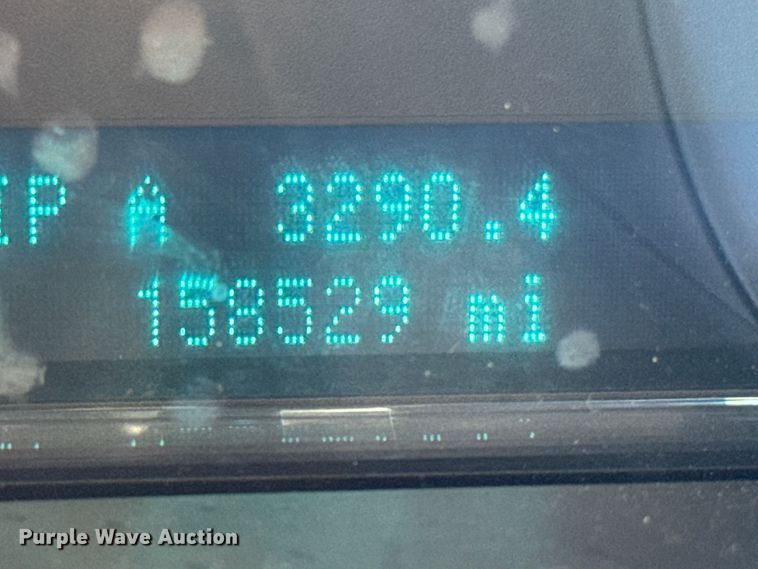 IP A 3290.4
158529 mi
Purple Wave Auction